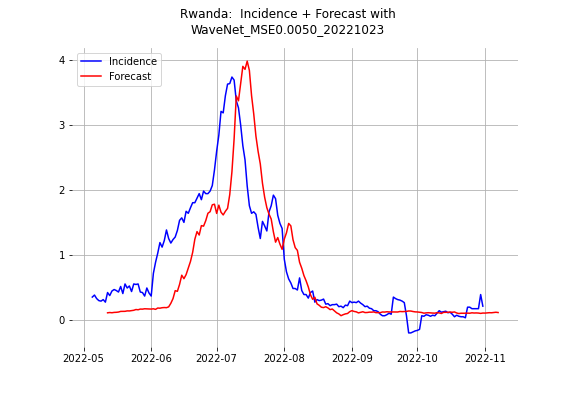 Rwanda:  Incidence + Forecast with
WaveNet_MSE0.0050_20221023
Incidence
Forecast
4
3
2
1
0
2022-05 2022-06 2022-07 2022-08 2022-09 2022-10 2022-11